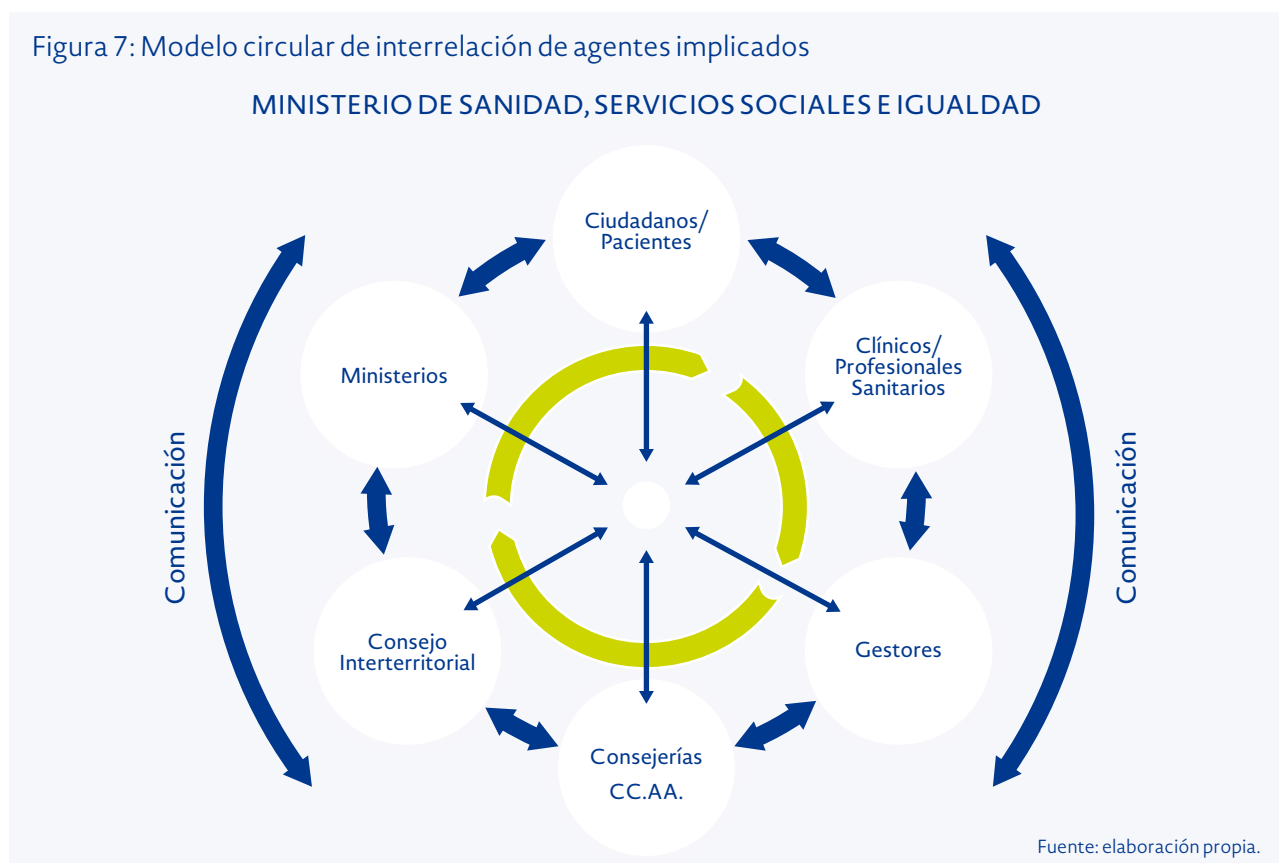 Figura 7: Modelo circular de interrelación de agentes implicados
MINISTERIO DE SANIDAD, SERVICIOS SOCIALES E IGUALDAD
Ciudadanos/
Pacientes
Clínicos/
Profesionales
Sanitarios
Ministerios
Comunicación
Comunicación
Consejo
Interterritorial
Gestores
Consejerías
CC.AA.
Fuente: elaboración propia.